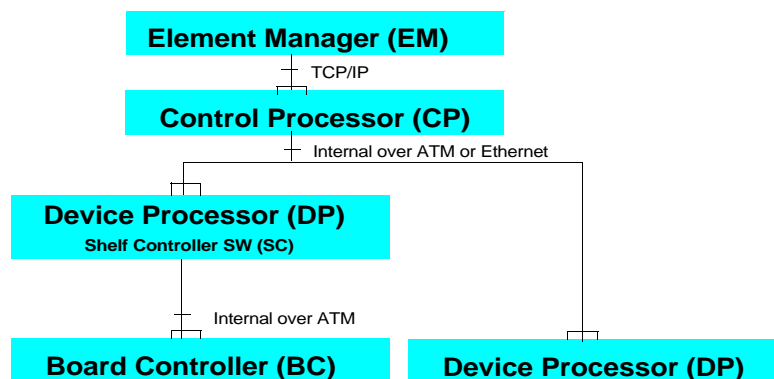 Element Manager (EM)
TCP/IP
Control Processor (CP)
Internal over ATM or Ethernet
Device Processor (DP)
Shelf Controller SW (SC)
Internal over ATM
Board Controller (BC)
Device Processor (DP)